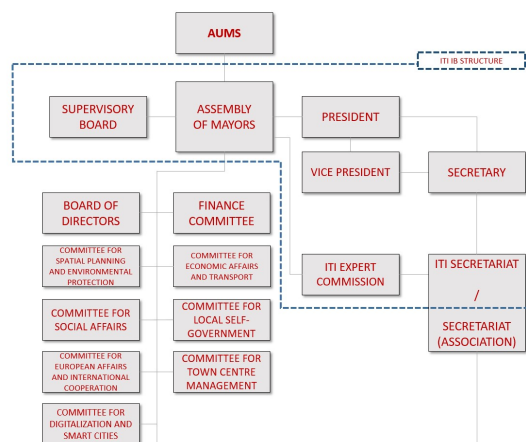 AUMS
ITI IB STRUCTURE
SUPERVISORY
BOARD
ASSEMBLY
OF MAYORS
PRESIDENT
VICE PRESIDENT
SECRETARY
BOARD OF
DIRECTORS
FINANCE
COMMITTEE
COMMITTEE FOR
SPATIAL PLANNING
AND ENVIRONMENTAL
PROTECTION
COMMITTEE FOR
ECONOMIC AFFAIRS
AND TRANSPORT
ITI EXPERT
COMMISSION
ITI SECRETARIAT
/
SECRETARIAT
(ASSOCIATION)
COMMITTEE FOR
SOCIAL AFFAIRS
COMMITTEE FOR
LOCAL SELF-
GOVERNMENT
COMMITTEE FOR
EUROPEAN AFFAIRS
AND INTERNATIONAL
COOPERATION
COMMITTEE FOR
TOWN CENTRE
MANAGEMENT
COMMITTEE FOR
DIGITALIZATION AND
SMART CITIES